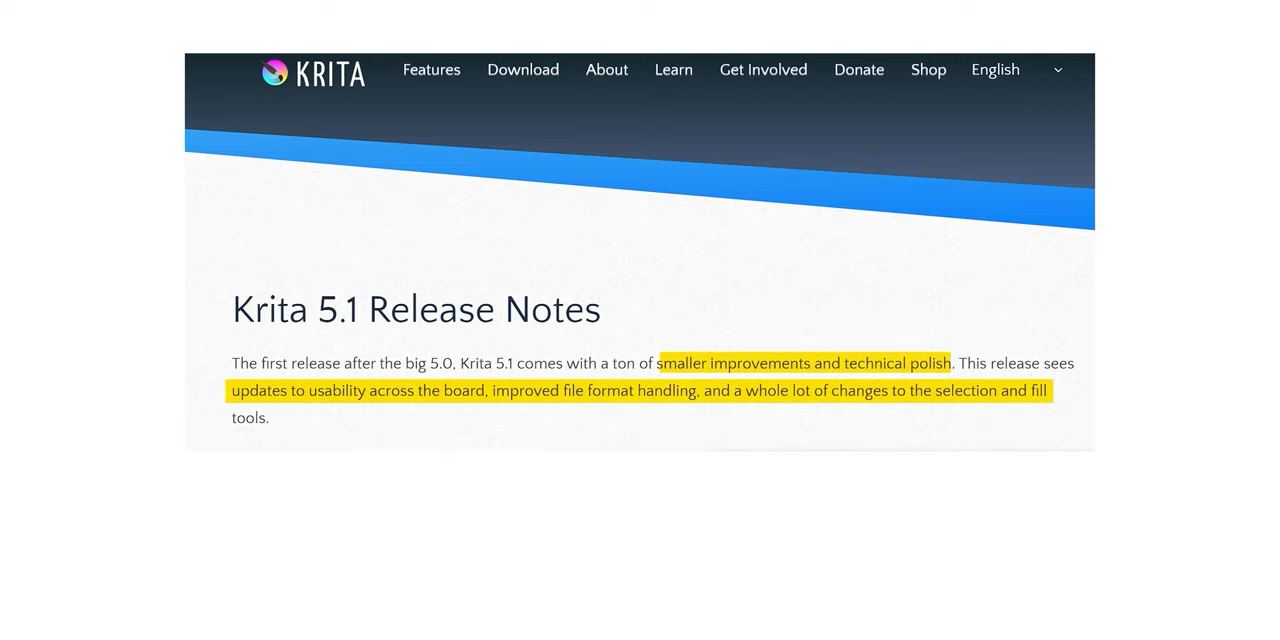 KRITA Features Download About Learn Get Involved Donate Shop English
Krita 5.1 Release Notes
The first release after the big 5.0, Krita 5.1 comes with a ton of smaller improvements and technical polish. This release sees
updates to usability across the board, improved file format handling, and a whole lot of changes to the selection and fill
tools.